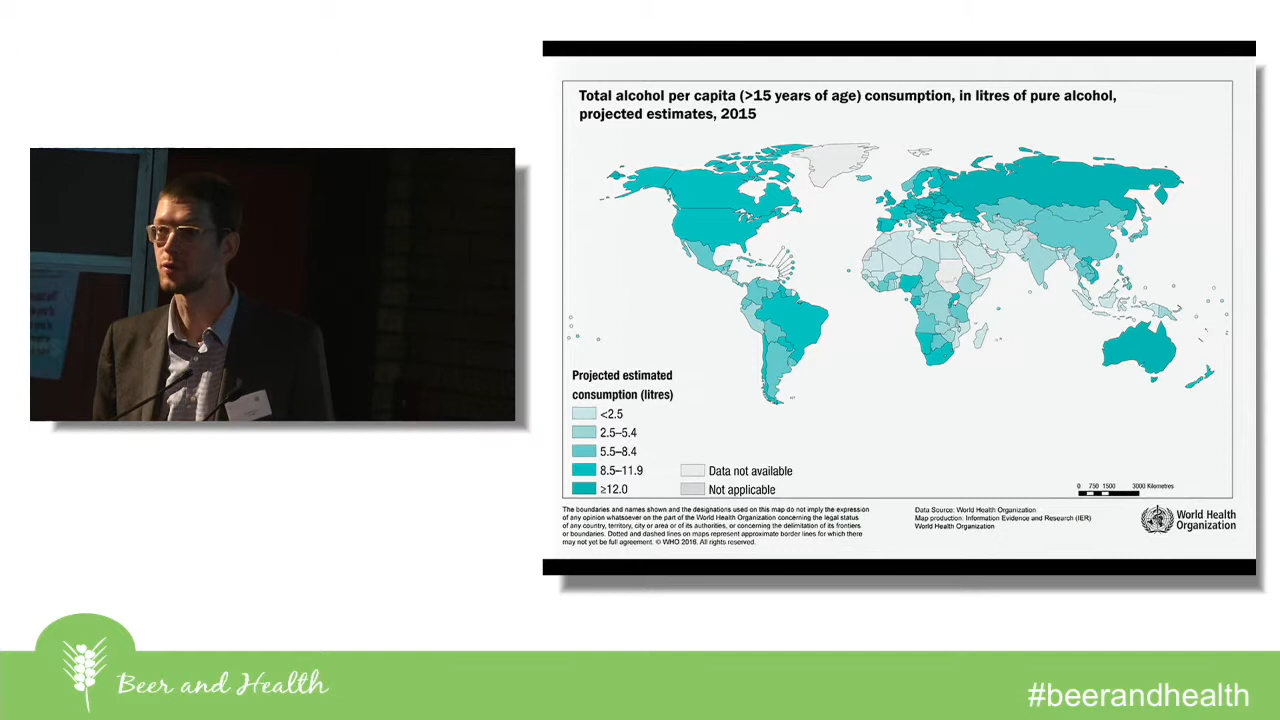 Total alcohol per capita (>15 years of age) consumption, in litres of pure alcohol,
projected estimates, 2015
Projected estimated
consumption (litres)
<2.5
2.5–5.4
5.5–8.4
8.5–11.9
≥12.0
Data not available
Not applicable
0 750 1500 3000 Kilometres
The boundaries and names shown and the designations used on this map do not imply the expression
of any opinion whatsoever on the part of the World Health Organization concerning the legal status
of any country, territory, city or area or of its authorities, or concerning the delimitation of its frontiers
or boundaries. Dotted and dashed lines on maps represent approximate border lines for which there
may not yet be full agreement. © WHO 2016. All rights reserved.
Data Source: World Health Organization
Map production: Information Evidence and Research (IER)
World Health Organization
World Health
Organization
Beer and Health
#beerandhealth